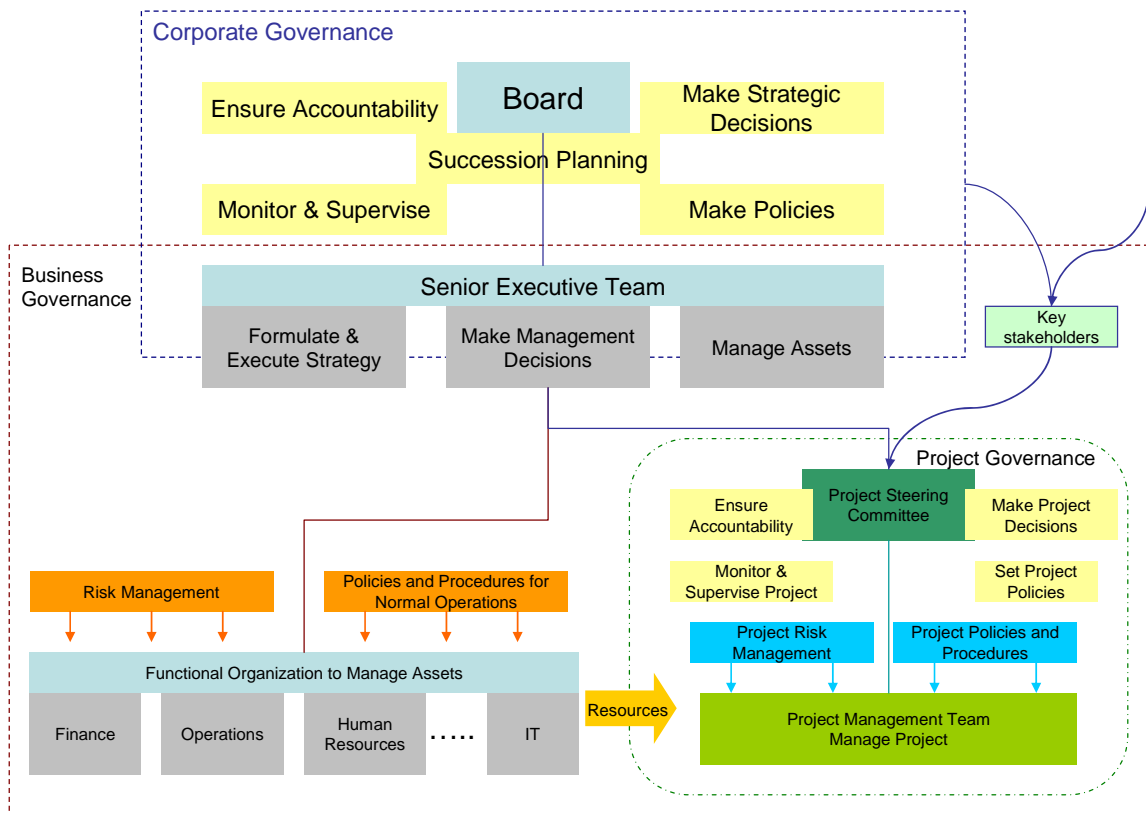 Corporate Governance
Board
Ensure Accountability
Make Strategic
Decisions
Succession Planning
Monitor & Supervise
Make Policies
Business
Governance
Senior Executive Team
Formulate &
Execute Strategy
Make Management
Decisions
Manage Assets
Key
stakeholders
Project Governance
Project Steering
Committee
Ensure
Accountability
Make Project
Decisions
Monitor &
Supervise Project
Set Project
Policies
Risk Management
Policies and Procedures for
Normal Operations
Project Risk
Management
Project Policies and
Procedures
Functional Organization to Manage Assets
Finance
Operations
Human
Resources
.....
IT
Resources
Project Management Team
Manage Project